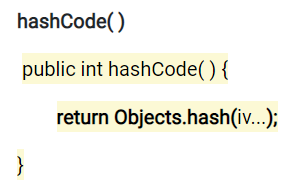 hashCode( )
public int hashCode( ) {
return Objects.hash(iv...);
}